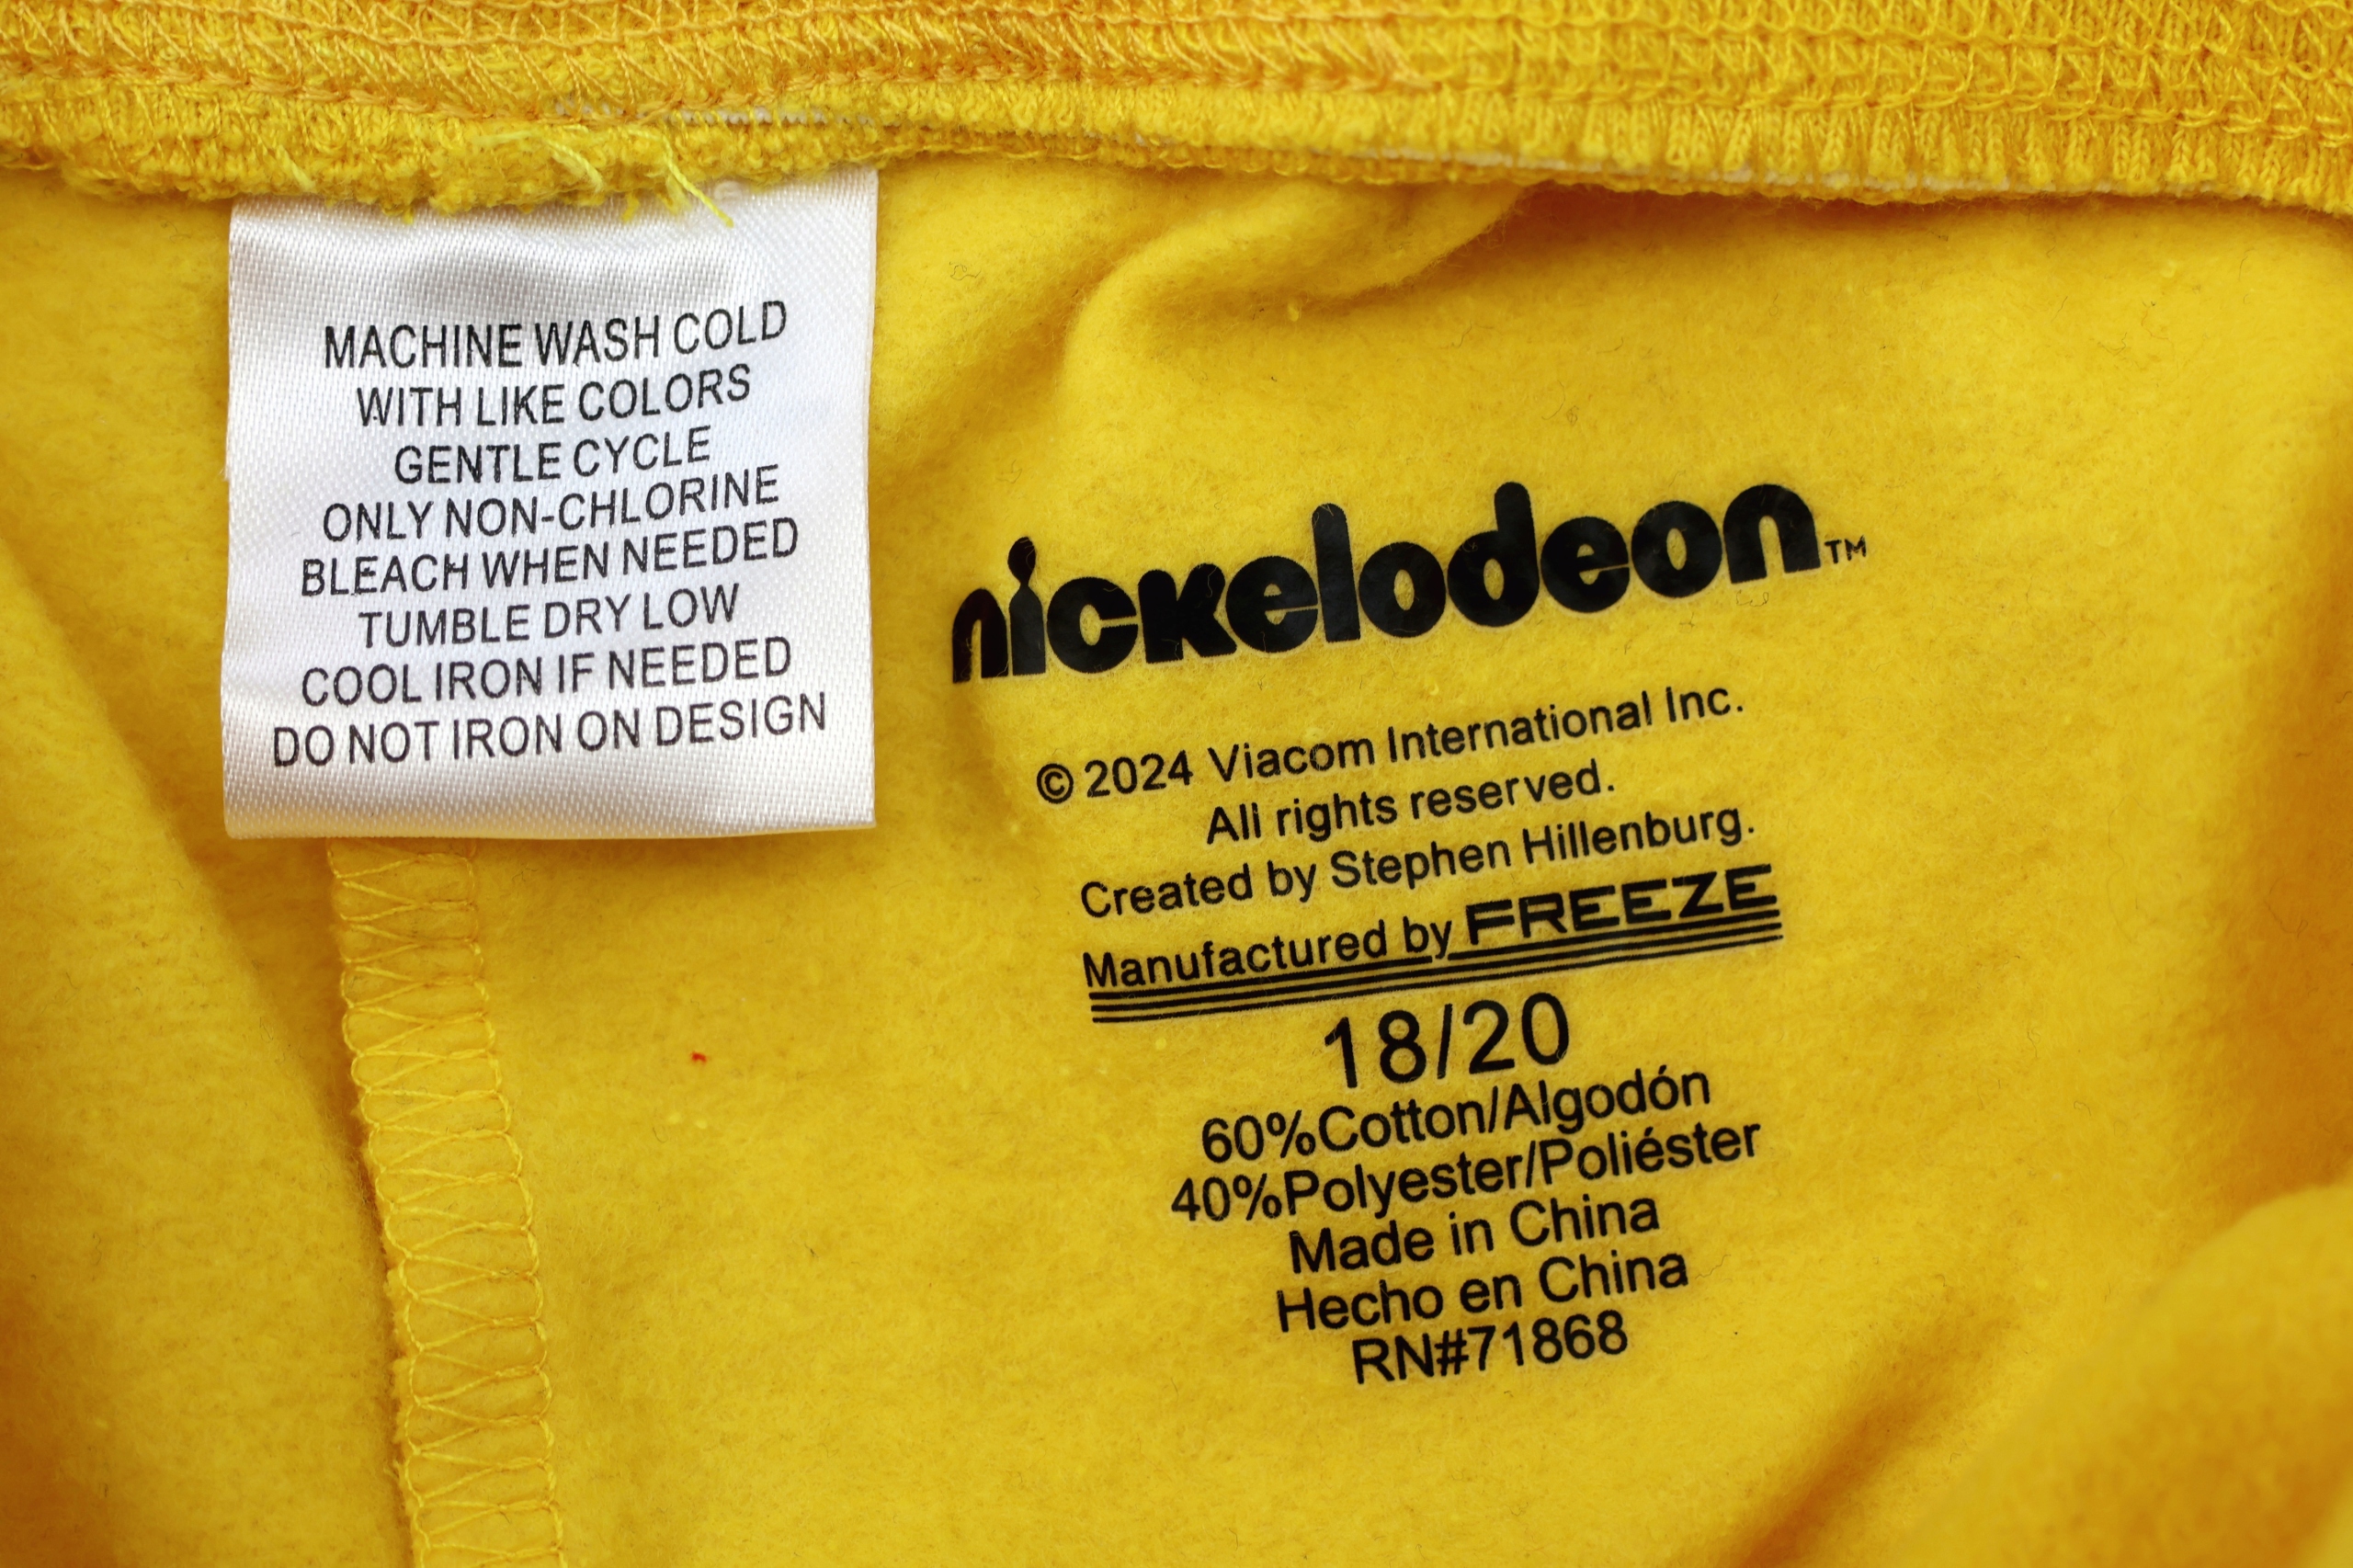 MACHINE WASH COLD
WITH LIKE COLORS
GENTLE CYCLE
ONLY NON-CHLORINE
BLEACH WHEN NEEDED
TUMBLE DRY LOW
COOL IRON IF NEEDED
DO NOT IRON ON DESIGN
nickelodeon™
© 2024 Viacom International Inc.
All rights reserved.
Created by Stephen Hillenburg.
Manufactured by FREEZE
18/20
60%Cotton/Algodón
40%Polyester/Poliéster
Made in China
Hecho en China
RN#71868